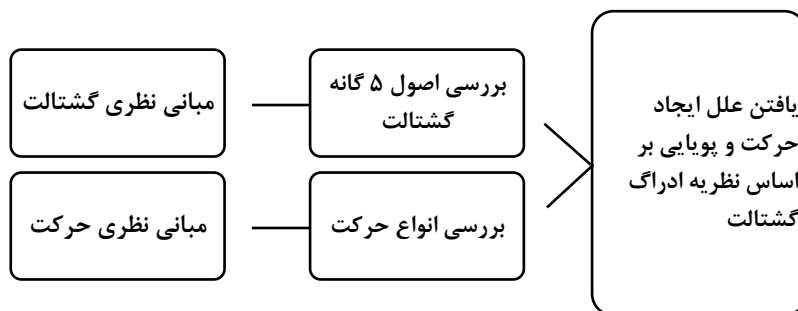 مبانی نظری گشتالت
بررسی اصول ۵ گانه
گشتالت
مبانی نظری حرکت
بررسی انواع حرکت
یافتن علل ایجاد
حرکت و پویایی بر
اساس نظریه ادراگ
گشتالت